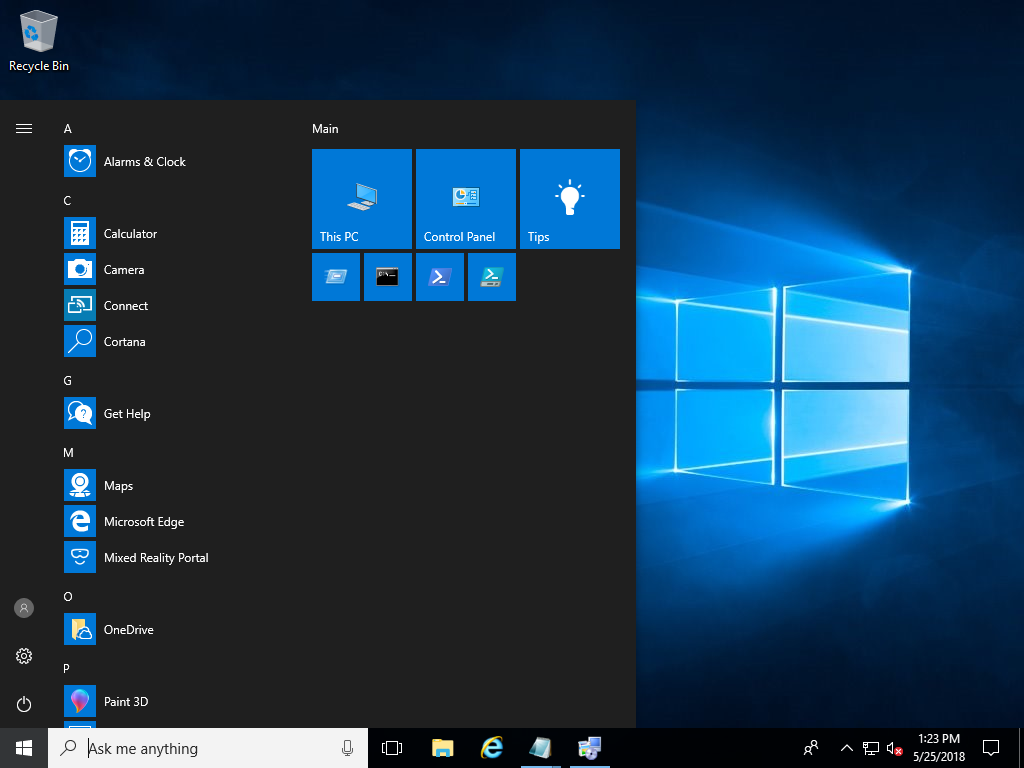 Recycle Bin
A
Alarms & Clock
C
Calculator
Camera
Connect
Cortana
G
Get Help
M
Maps
Microsoft Edge
Mixed Reality Portal
O
OneDrive
P
Paint 3D
Main
This PC
Control Panel
Tips
Ask me anything
1:23 PM
5/25/2018